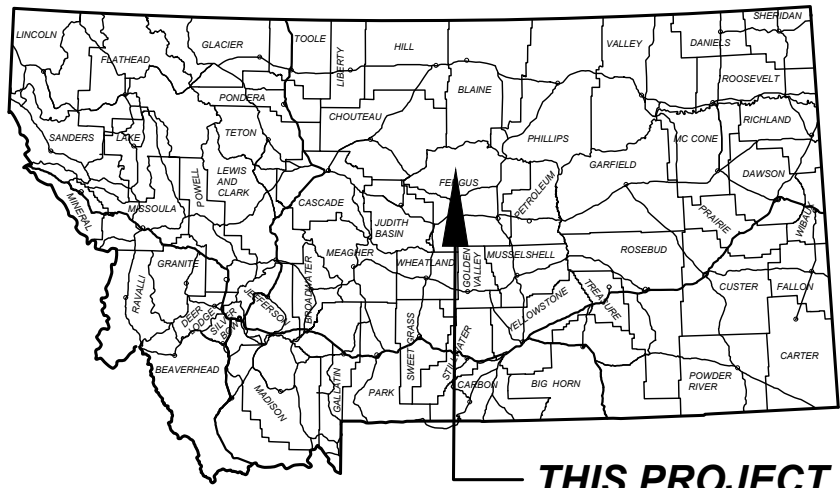 LINCOLN
FLATHEAD
GLACIER
TOOLE
LIBERTY
HILL
BLAINE
VALLEY
DANIELS
SHERIDAN
ROOSEVELT
PONDERA
CHOUTEAU
PHILLIPS
RICHLAND
MC CONE
SANDERS
LAKE
TETON
GARFIELD
DAWSON
LEWIS
AND
CLARK
POWELL
CASCADE
FERGUS
PETROLEUM
PRAIRIE
WIBAUX
MINERAL
MISSOULA
JUDITH
BASIN
MEAGHER
WHEATLAND
GOLDEN
VALLEY
MUSSELSHELL
ROSEBUD
GRANITE
BROADWATER
CUSTER
FALLON
RAVALLI
DEER
LODGE
SILVER
BOW
JEFFERSON
YELLOWSTONE
TREASURE
SWEET GRASS
STILLWATER
CARTER
BEAVERHEAD
MADISON
GALLATIN
PARK
CARBON
BIG HORN
POWDER
RIVER
THIS PROJECT